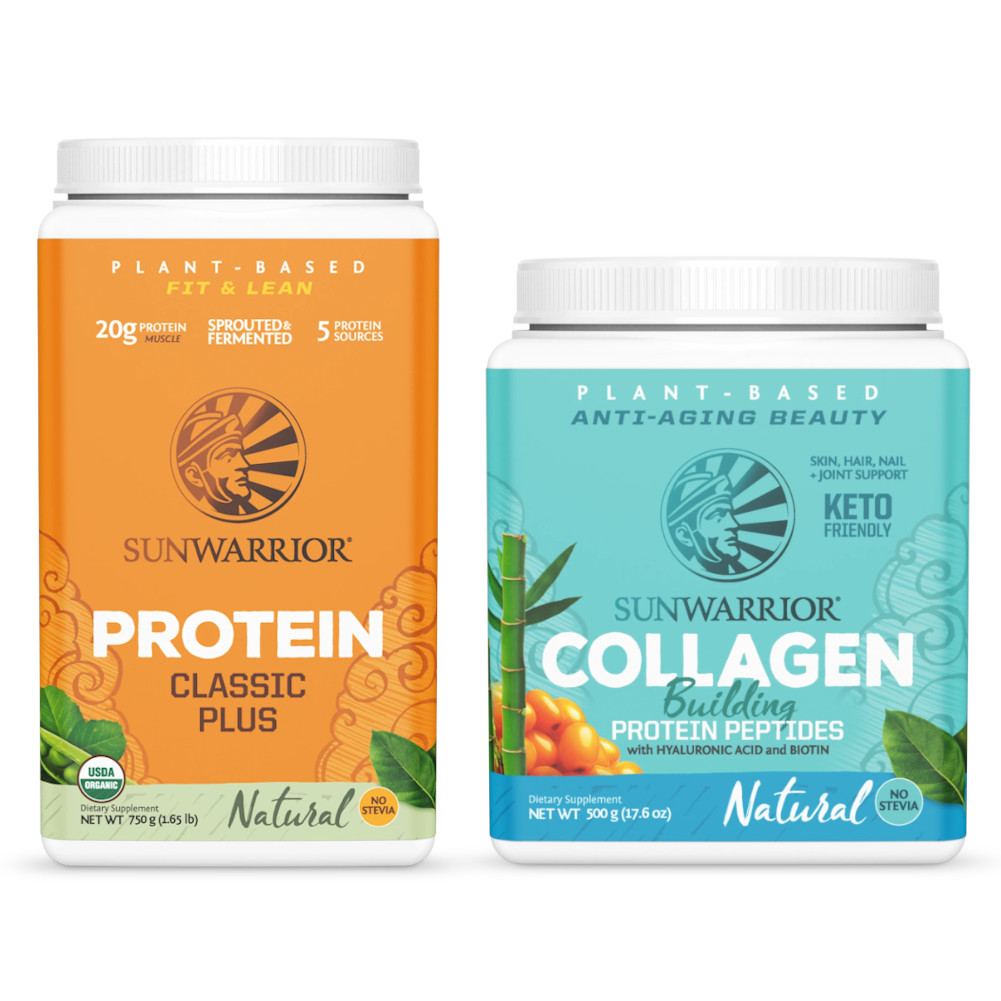 PLANT-BASED
FIT & LEAN
20g PROTEIN
MUSCLE
SPROUTED &
FERMENTED
5 PROTEIN
SOURCES
SUNWARRIOR®
PROTEIN
CLASSIC
PLUS
USDA
ORGANIC
Dietary Supplement
NET WT 750 g (1.65 lb)
Natural
NO
STEVIA
PLANT-BASED
ANTI-AGING BEAUTY
SKIN, HAIR, NAIL
+ JOINT SUPPORT
KETO
FRIENDLY
SUNWARRIOR®
COLLAGEN
Building
PROTEIN PEPTIDES
with HYALURONIC ACID and BIOTIN
Dietary Supplement
NET WT 500 g (17.6 oz)
Natural
NO
STEVIA